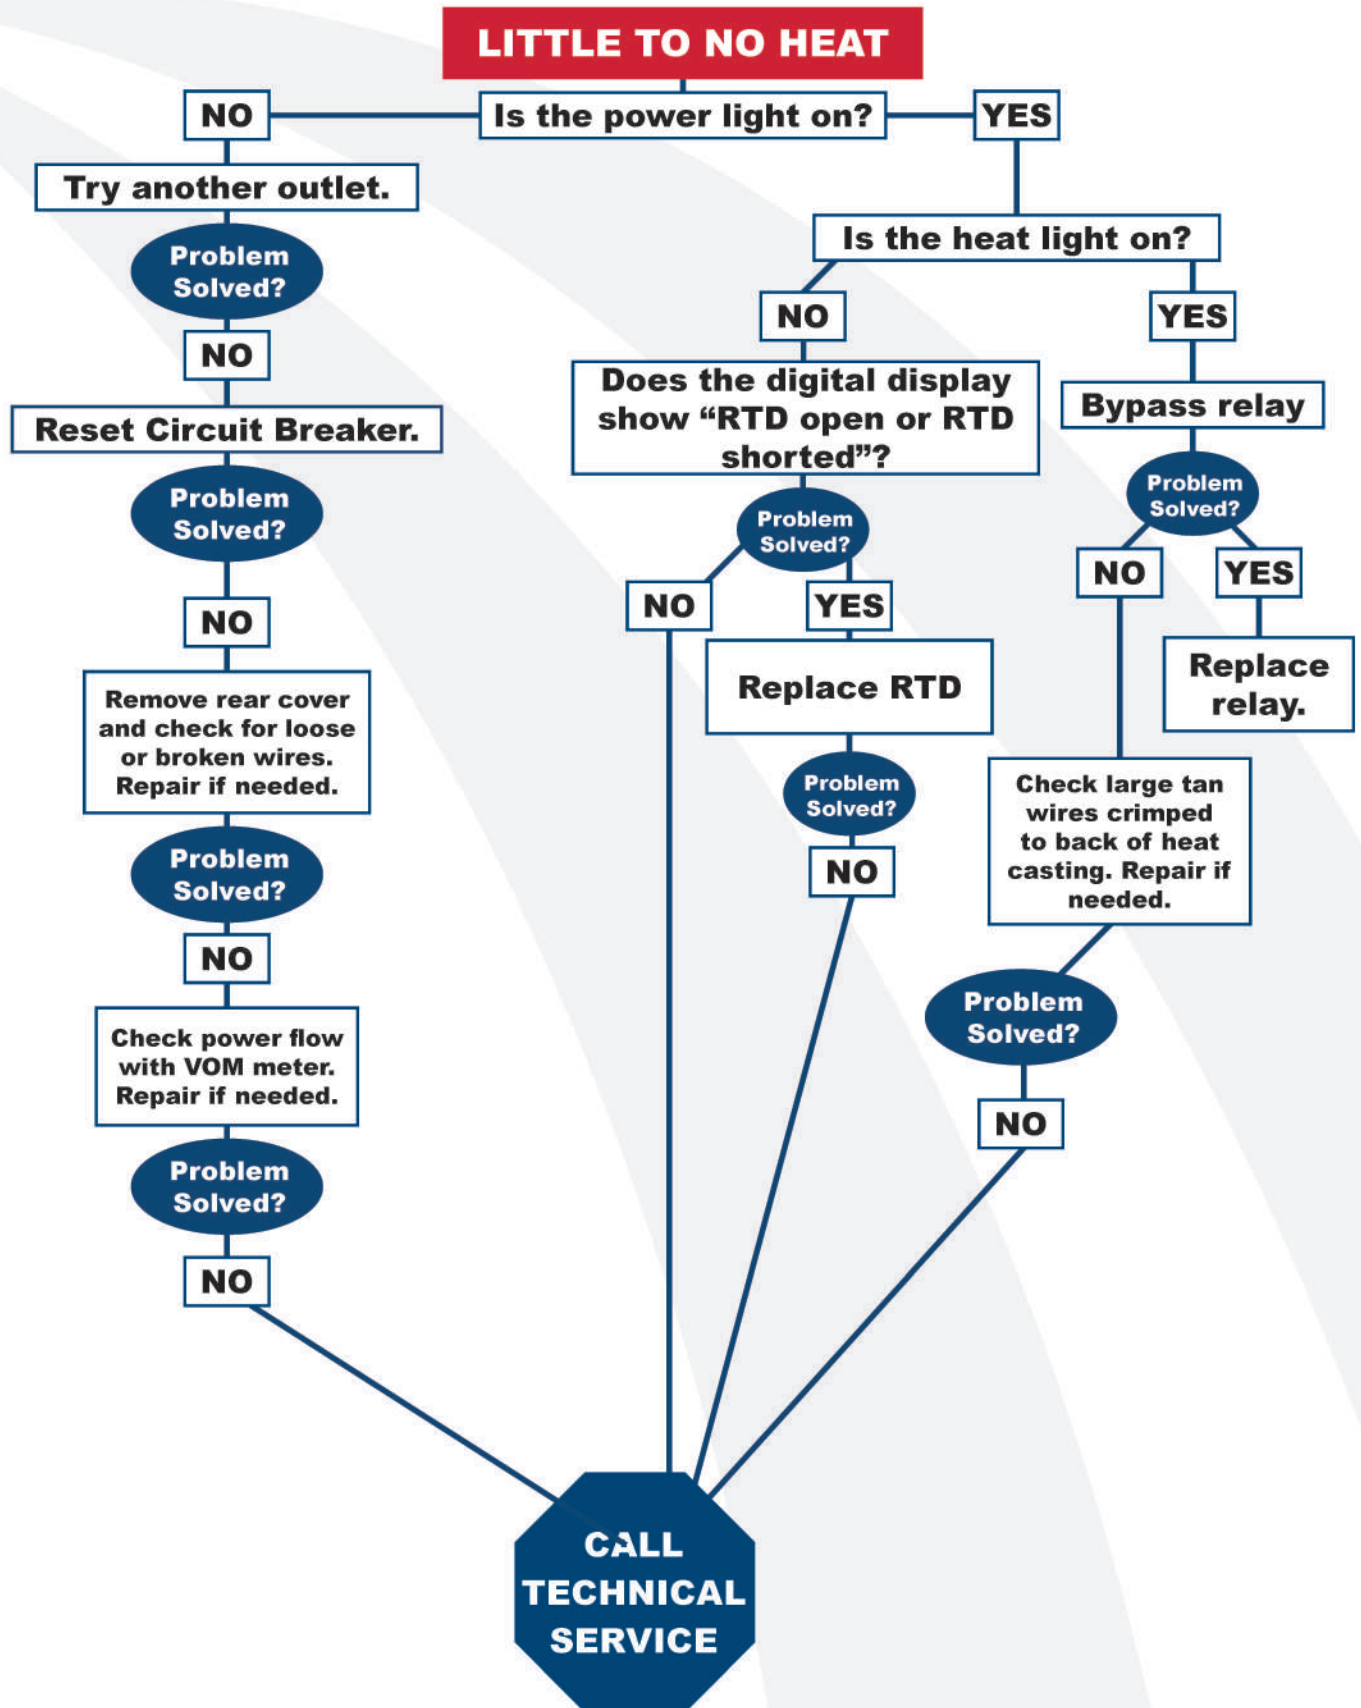 LITTLE TO NO HEAT
NO
Is the power light on?
YES
Try another outlet.
Problem
Solved?
NO
Reset Circuit Breaker.
Problem
Solved?
NO
Remove rear cover
and check for loose
or broken wires.
Repair if needed.
Problem
Solved?
NO
Check power flow
with VOM meter.
Repair if needed.
Problem
Solved?
NO
Is the heat light on?
NO
Does the digital display
show “RTD open or RTD
shorted”?
Problem
Solved?
NO
YES
Replace RTD
Problem
Solved?
NO
YES
Bypass relay
Problem
Solved?
NO
YES
Replace
relay.
Check large tan
wires crimped
to back of heat
casting. Repair if
needed.
Problem
Solved?
NO
CALL
TECHNICAL
SERVICE